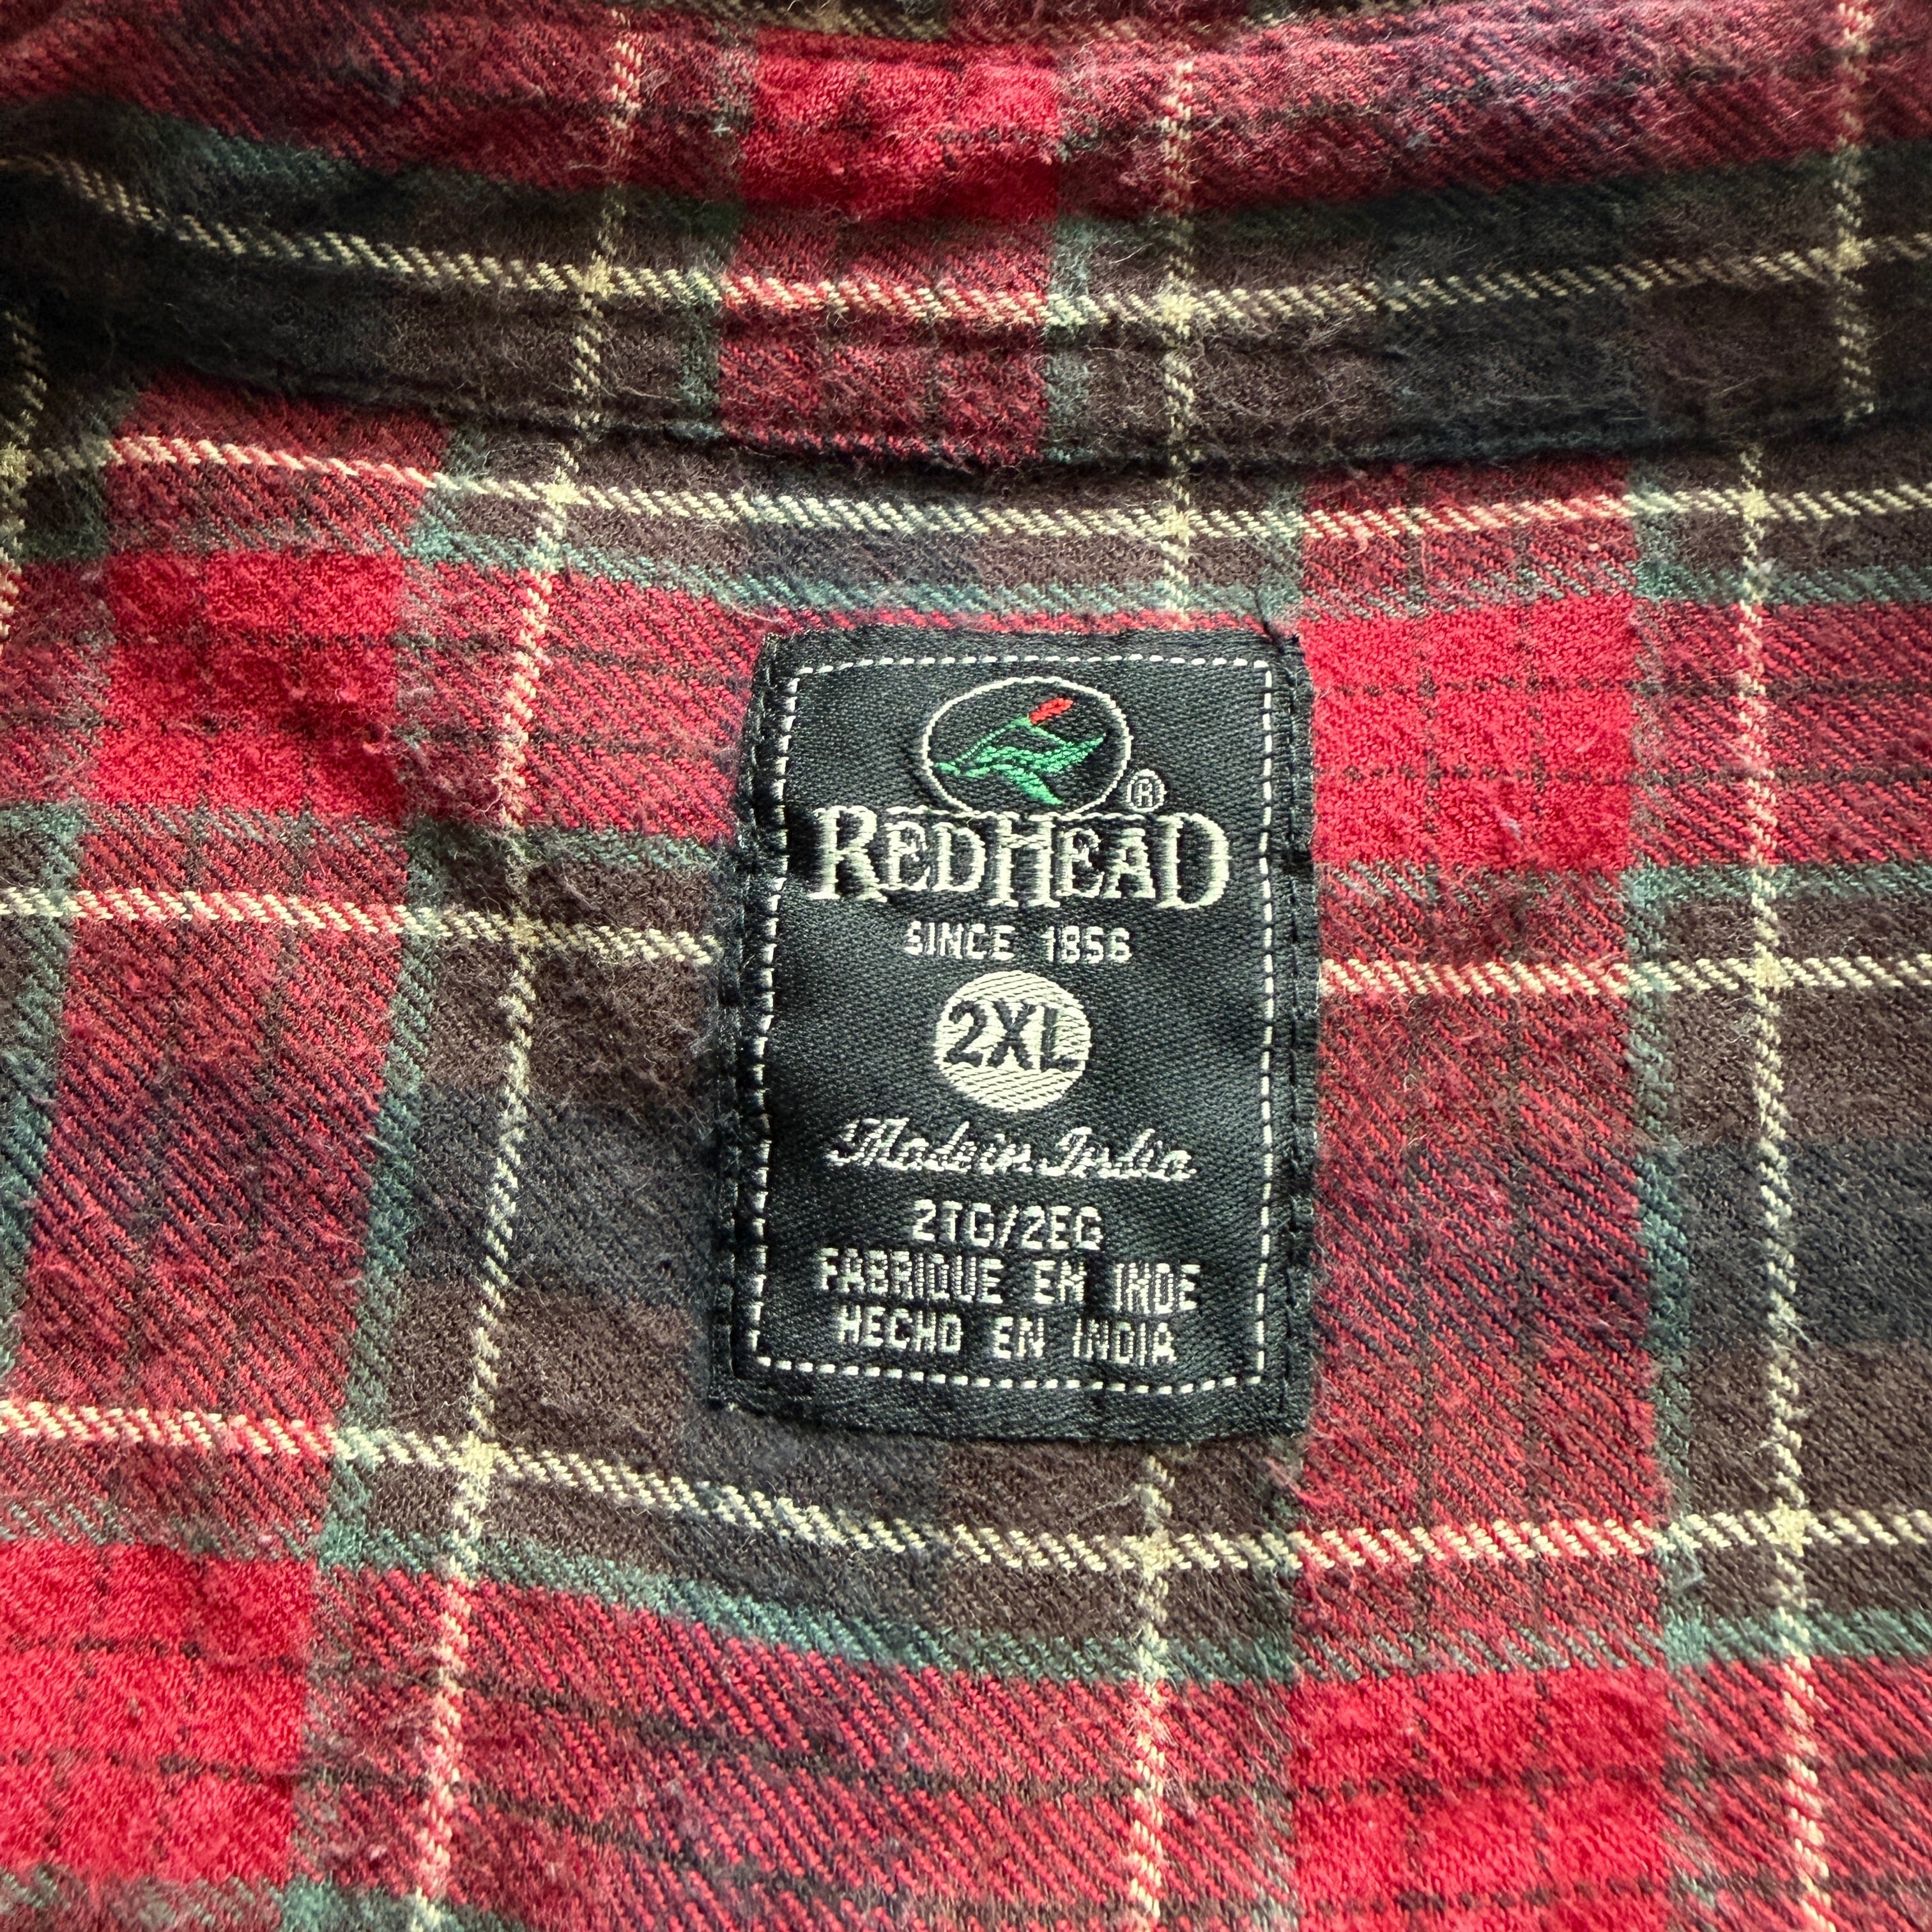 ®
REDHEAD
SINCE 1856
2XL
Made in India
2TG/2EG
FABRIQUE EN INDE
HECHO EN INDIA